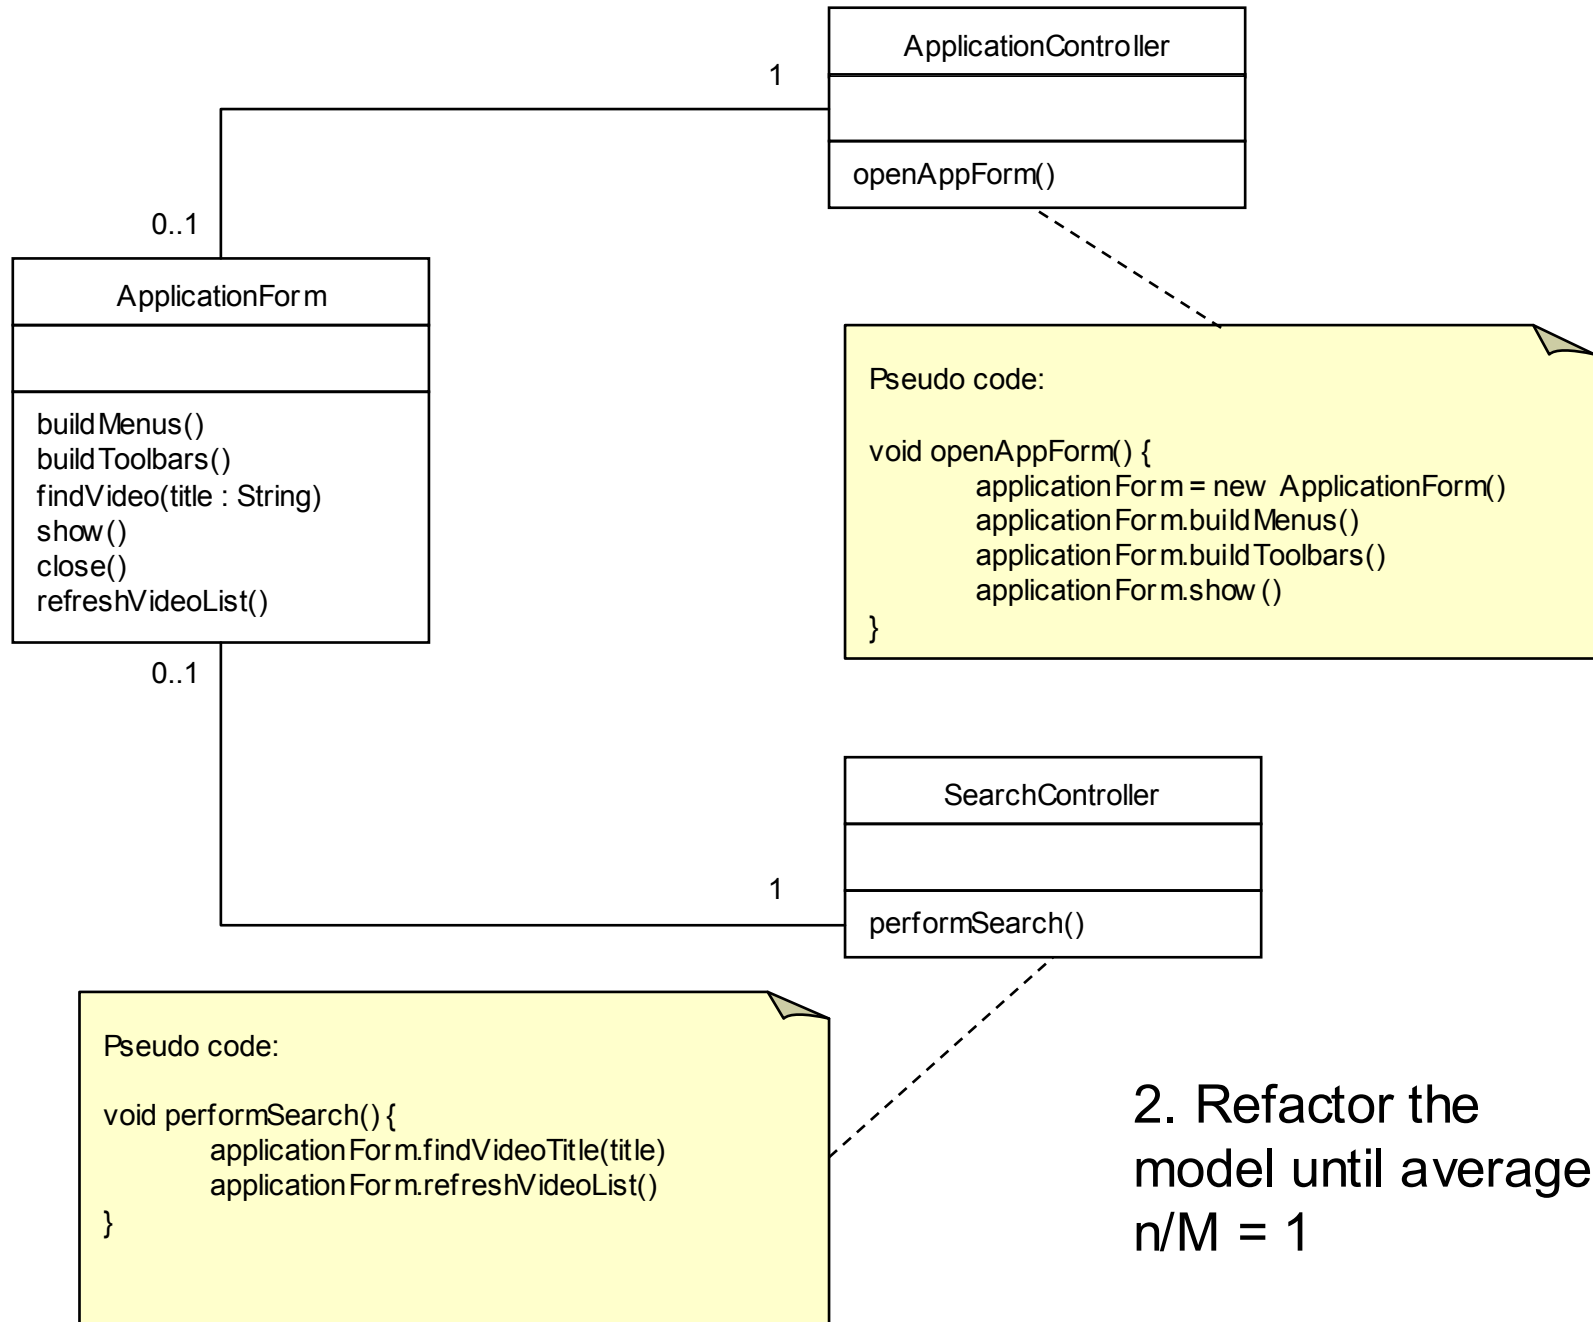 ApplicationController
1
openAppForm()
0..1
ApplicationForm
buildMenus()
buildToolbars()
findVideo(title : String)
show()
close()
refreshVideoList()
0..1
Pseudo code:
void openAppForm() {
applicationForm = new ApplicationForm()
applicationForm.buildMenus()
applicationForm.buildToolbars()
applicationForm.show()
}
SearchController
1
performSearch()
Pseudo code:
void performSearch() {
applicationForm.findVideoTitle(title)
applicationForm.refreshVideoList()
}
2. Refactor the
model until average
n/M = 1